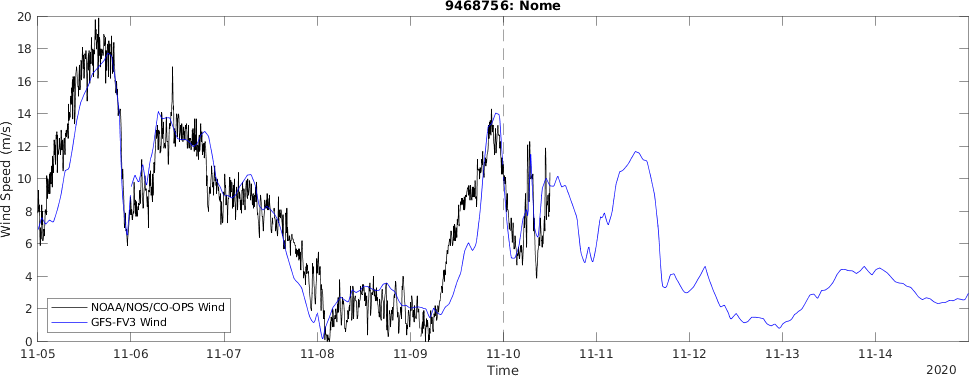 9468756: Nome
20
18
16
14
12
10
8
6
4
2
0
Wind Speed (m/s)
NOAA/NOS/CO-OPS Wind
GFS-FV3 Wind
11-05 11-06 11-07 11-08 11-09 11-10 11-11 11-12 11-13 11-14
Time
2020